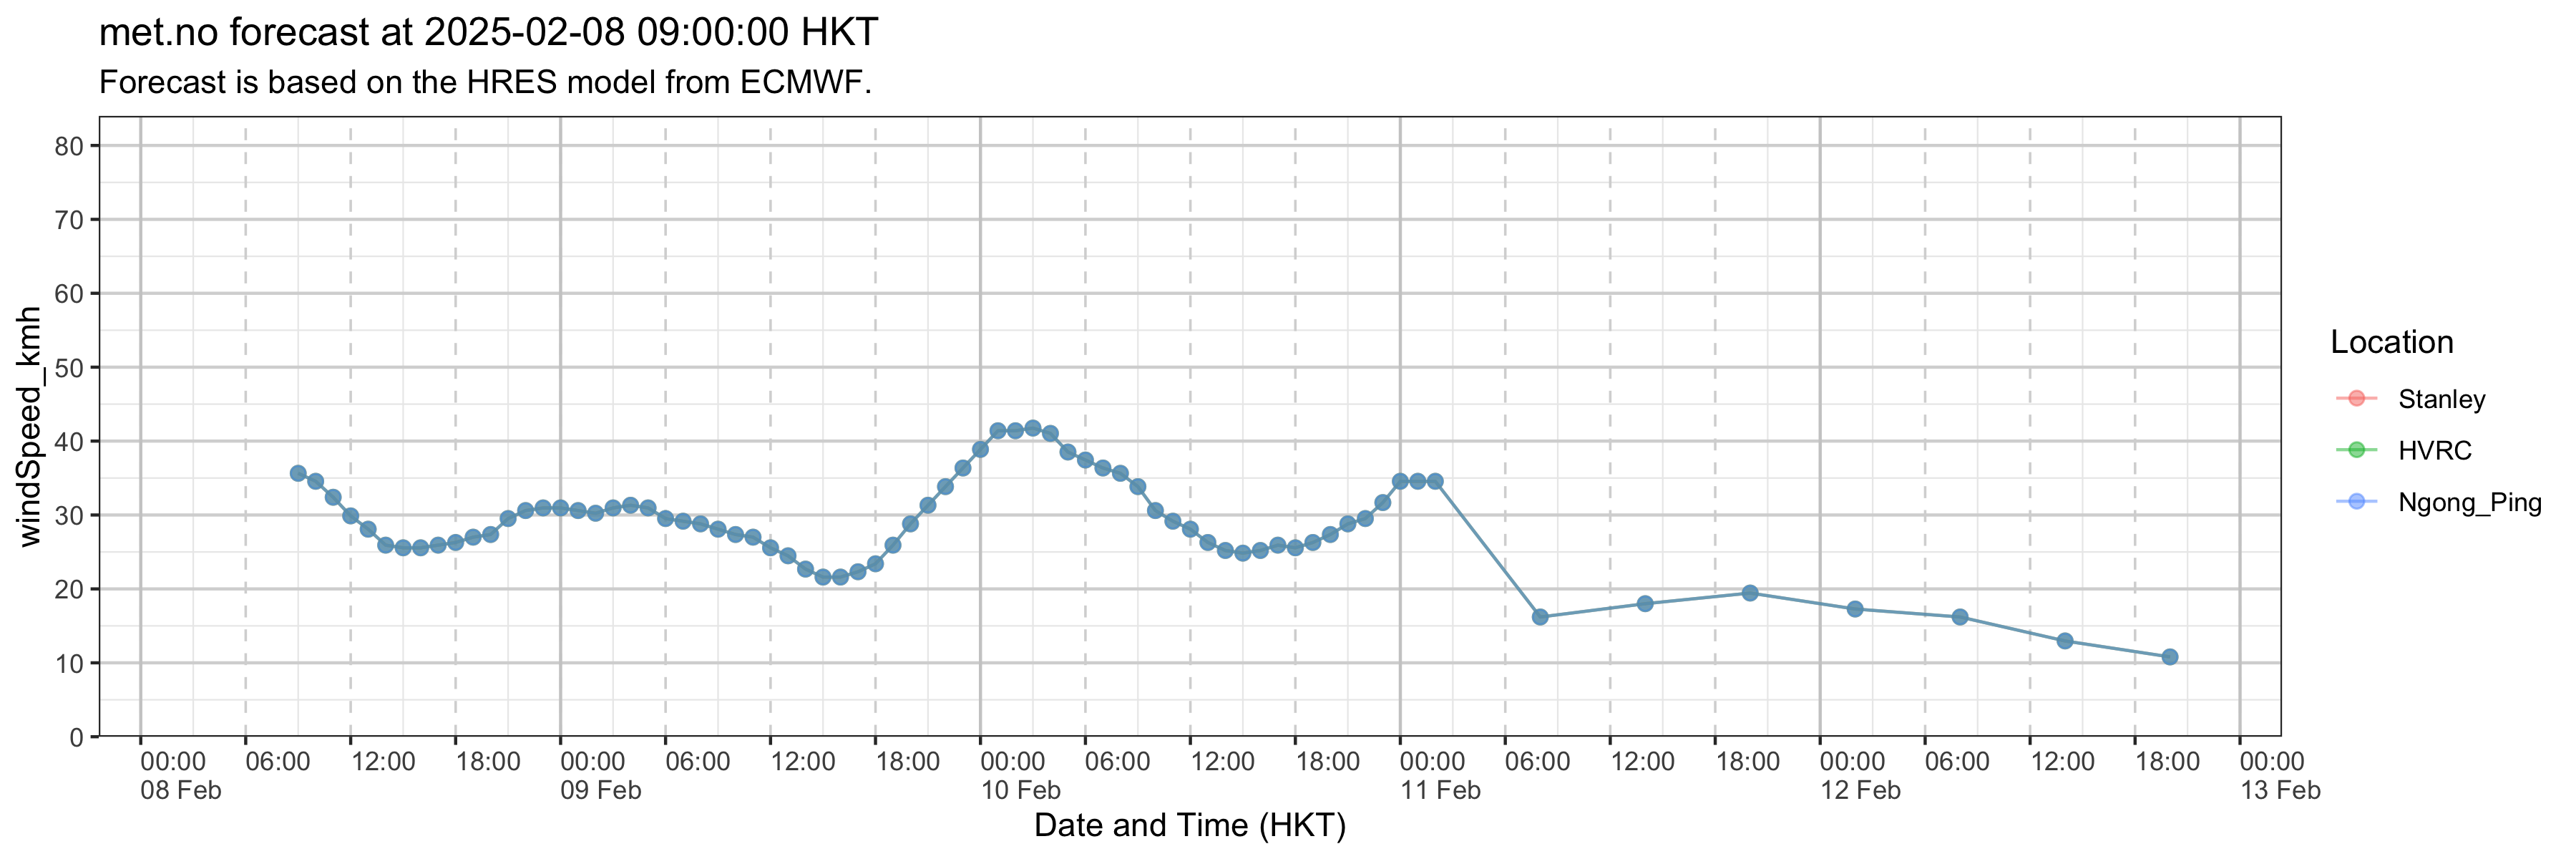 met.no forecast at 2025-02-08 09:00:00 HKT
Forecast is based on the HRES model from ECMWF.
windSpeed_kmh
80
70
60
50
40
30
20
10
0
00:00 06:00 12:00 18:00 00:00 06:00 12:00 18:00 00:00 06:00 12:00 18:00 00:00 06:00 12:00 18:00 00:00 06:00 12:00 18:00 00:00
08 Feb 09 Feb 10 Feb 11 Feb 12 Feb 13 Feb
Date and Time (HKT)
Location
Stanley
HVRC
Ngong_Ping